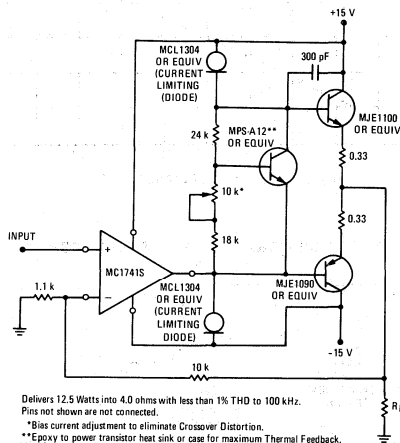 +15 V
MCL1304
OR EQUIV
(CURRENT
LIMITING
(DIODE)
300 pF
MJE1100
OR EQUIV
MPS-A12**
OR EQUIV
24 k
0.33
10 k*
0.33
18 k
INPUT
+
MC1741S
–
1.1 k
MCL1304
OR EQUIV
(CURRENT
LIMITING
DIODE)
MJE1090
OR EQUIV
-15 V
10 k
Delivers 12.5 Watts into 4.0 ohms with less than 1% THD to 100 kHz.
Pins not shown are not connected.
*Bias current adjustment to eliminate Crossover Distortion.
**Epoxy to power transistor heat sink or case for maximum Thermal Feedback.